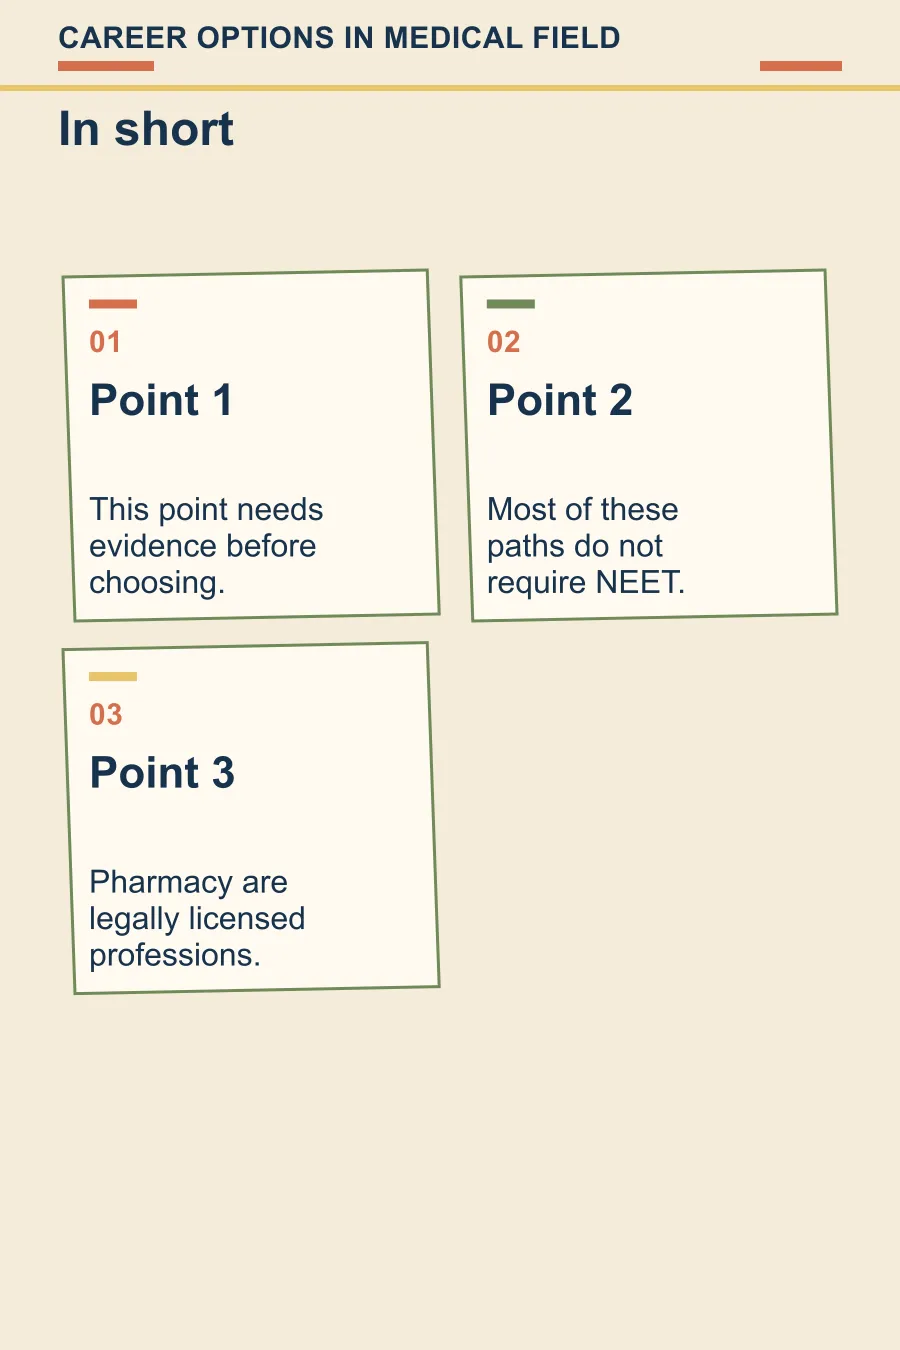 CAREER OPTIONS IN MEDICAL FIELD
In short
01
Point 1
This point needs
evidence before
choosing.
02
Point 2
Most of these
paths do not
require NEET.
03
Point 3
Pharmacy are
legally licensed
professions.